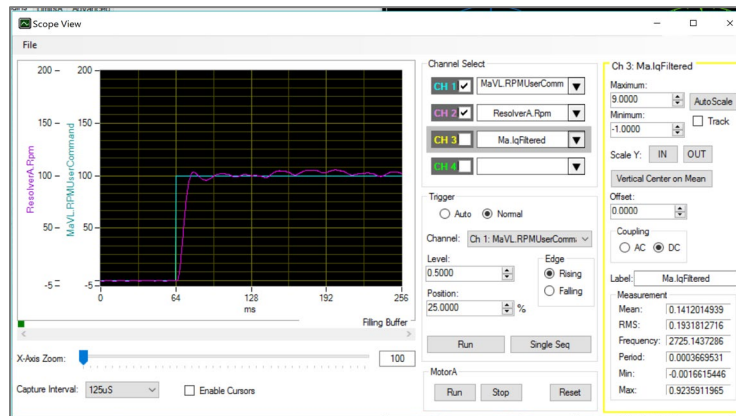 Scope View
File
200 –
200 –
150 –
150 –
100 –
100 –
50 –
50 –
-5 –
-5 –
ResolverA.Rpm
MaVL.RPMUserCommand
0
64
128
192
256
ms
Filling Buffer
X-Axis Zoom:
100
Capture Interval:
125uS
Enable Cursors
Channel Select
CH 1
MaVL.RPMUserComm
CH 2
ResolverA.Rpm
CH 3
Ma.IqFiltered
CH 4
Trigger
Auto
Normal
Channel:
Ch 1: MaVL.RPMUserComm
Level:
0.5000
Edge
Rising
Falling
Position:
25.0000
%
Run
Single Seq
MotorA
Run
Stop
Reset
Ch 3: Ma.IqFiltered
Maximum:
9.0000
AutoScale
Minimum:
-1.0000
Track
Scale Y:
IN
OUT
Vertical Center on Mean
Offset:
0.0000
Coupling
AC
DC
Label:
Ma.IqFiltered
Measurement
Mean:
0.1412014939
RMS:
0.1931812716
Frequency:
2725.1437286
Period:
0.0003669531
Min:
-0.0016615446
Max:
0.9235911965